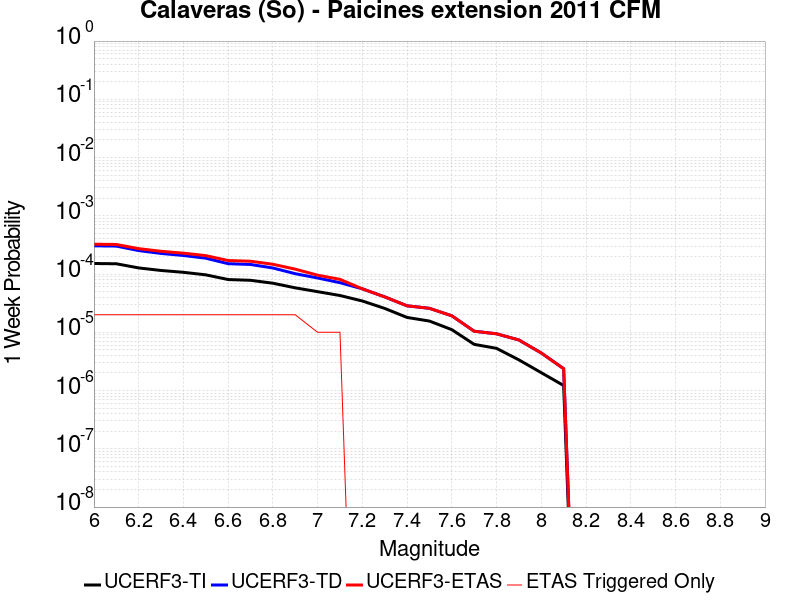 Calaveras (So) - Paicines extension 2011 CFM
10^0
10^-1
10^-2
10^-3
10^-4
10^-5
10^-6
10^-7
10^-8
1 Week Probability
6 6.2 6.4 6.6 6.8 7 7.2 7.4 7.6 7.8 8 8.2 8.4 8.6 8.8 9
Magnitude
UCERF3-TI UCERF3-TD UCERF3-ETAS ETAS Triggered Only